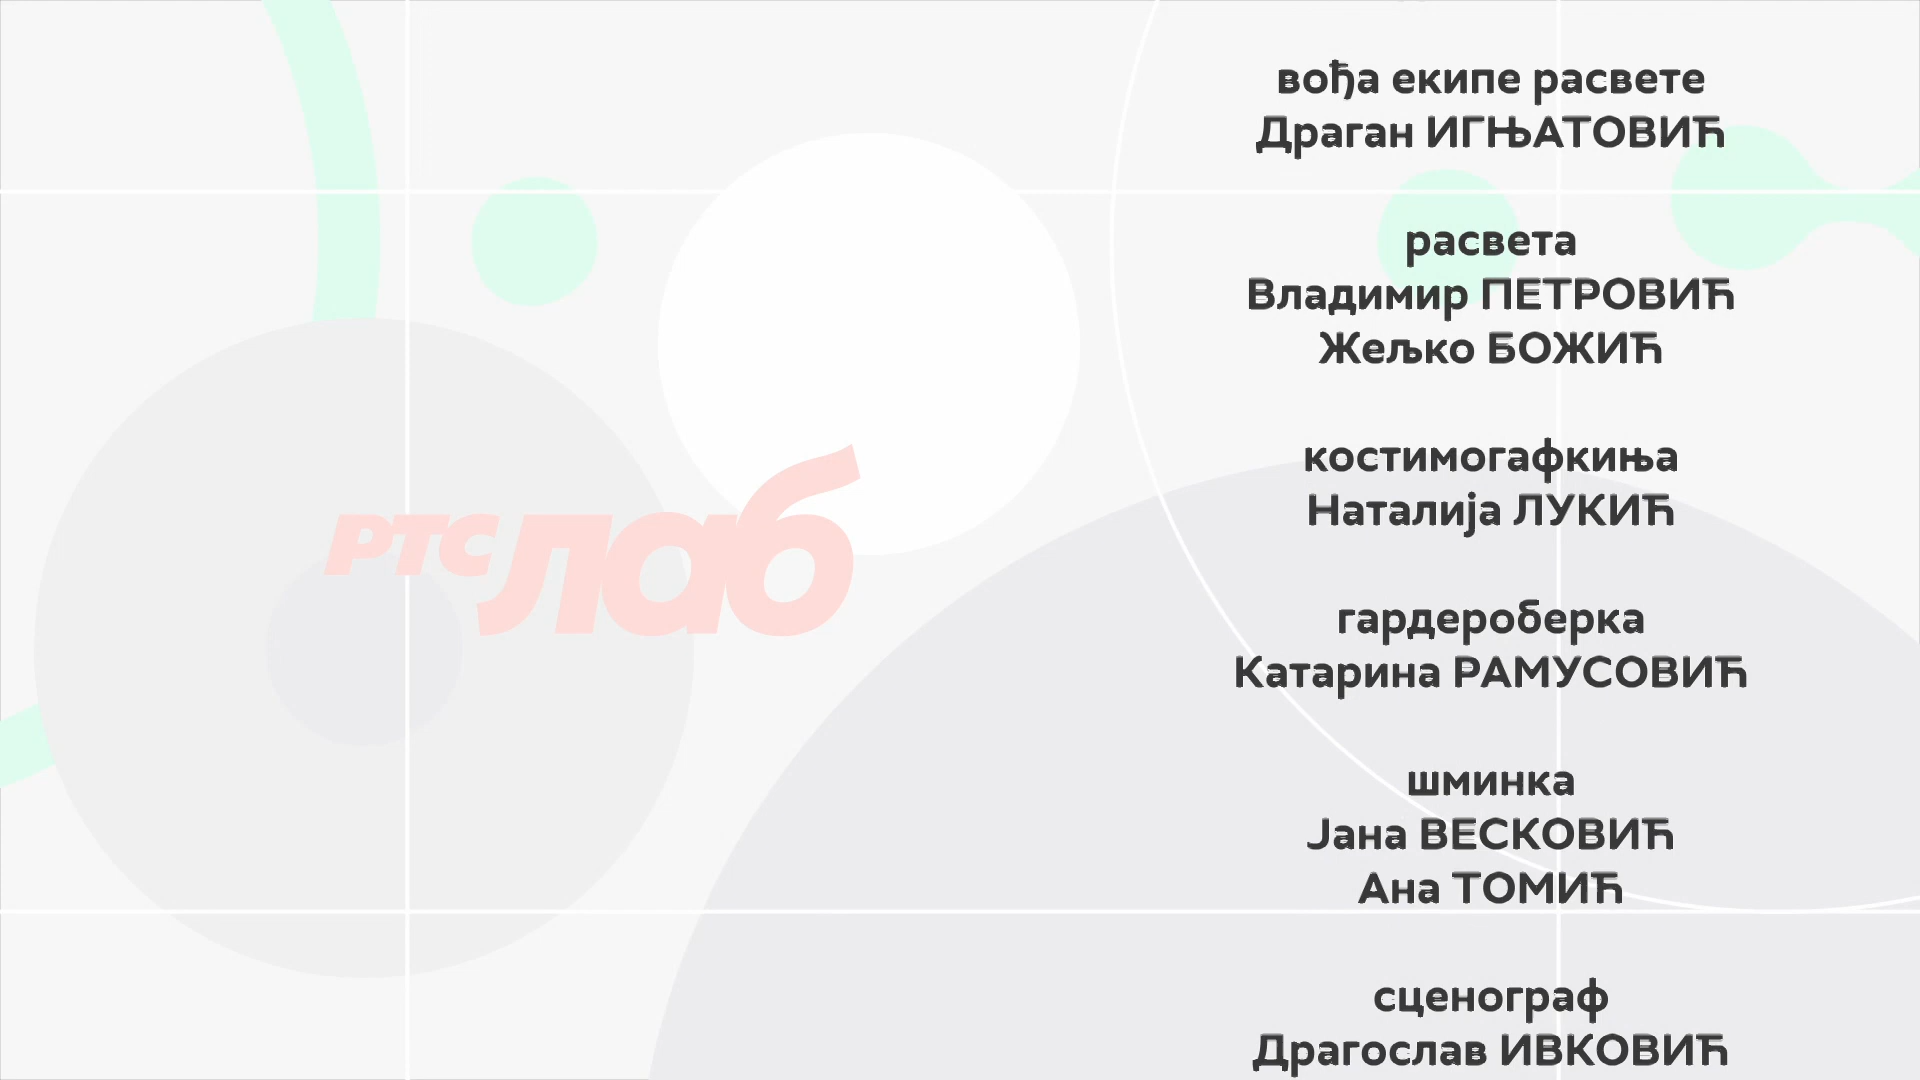 ртс лаб
вођа екипе расвете
Драган ИГЊАТОВИЋ
расвета
Владимир ПЕТРОВИЋ
Жељко БОЖИЋ
костимогафкиња
Наталија ЛУКИЋ
гардероберка
Катарина РАМУСОВИЋ
шминка
Јана ВЕСКОВИЋ
Ана ТОМИЋ
сценограф
Драгослав ИВКОВИЋ